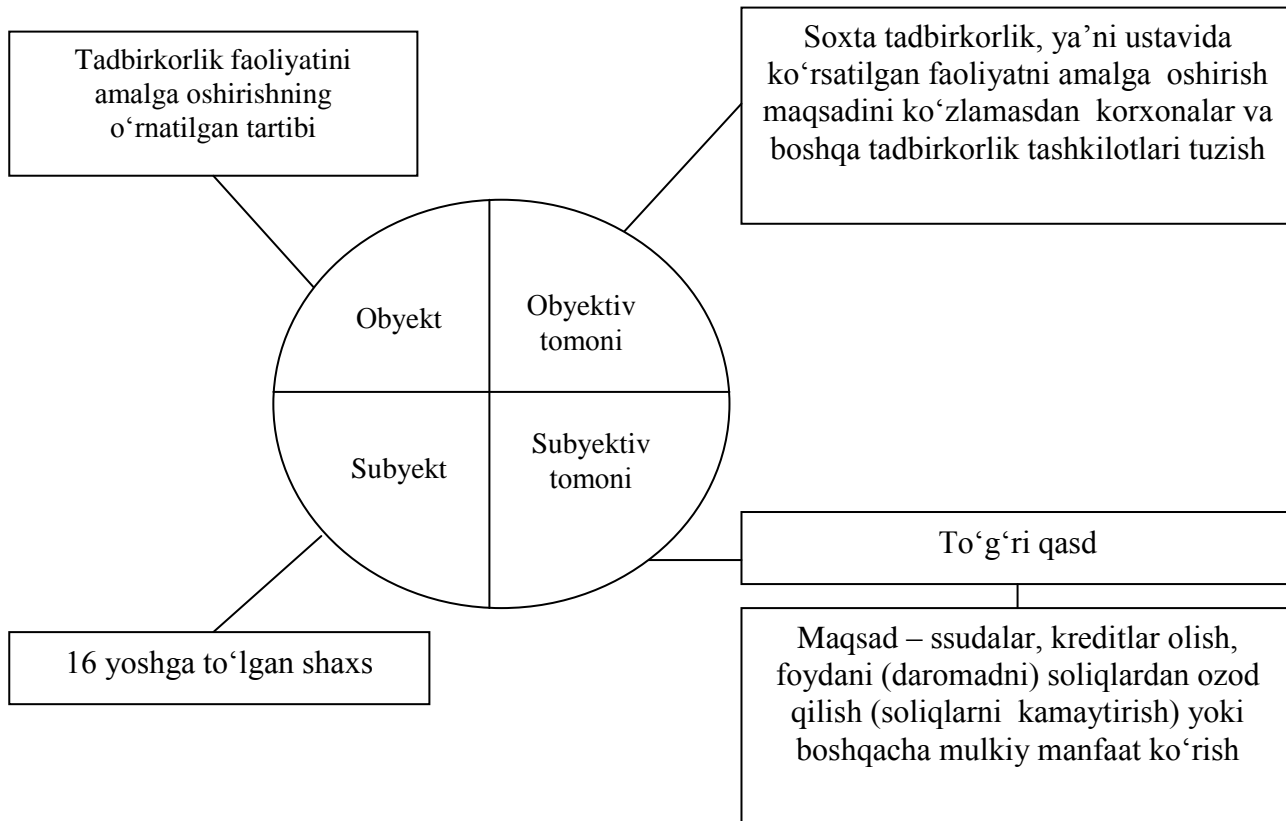 Tadbirkorlik faoliyatini
amalga oshirishning
o‘rnatilgan tartibi
Soxta tadbirkorlik, ya’ni ustavida
ko‘rsatilgan faoliyatni amalga oshirish
maqsadini ko‘zlamasdan korxonalar va
boshqa tadbirkorlik tashkilotlari tuzish
Obyekt
Obyektiv
tomoni
Subyekt
Subyektiv
tomoni
16 yoshga to‘lgan shaxs
To‘g‘ri qasd
Maqsad – ssudalar, kreditlar olish,
foydani (daromadni) soliqlardan ozod
qilish (soliqlarni kamaytirish) yoki
boshqacha mulkiy manfaat ko‘rish